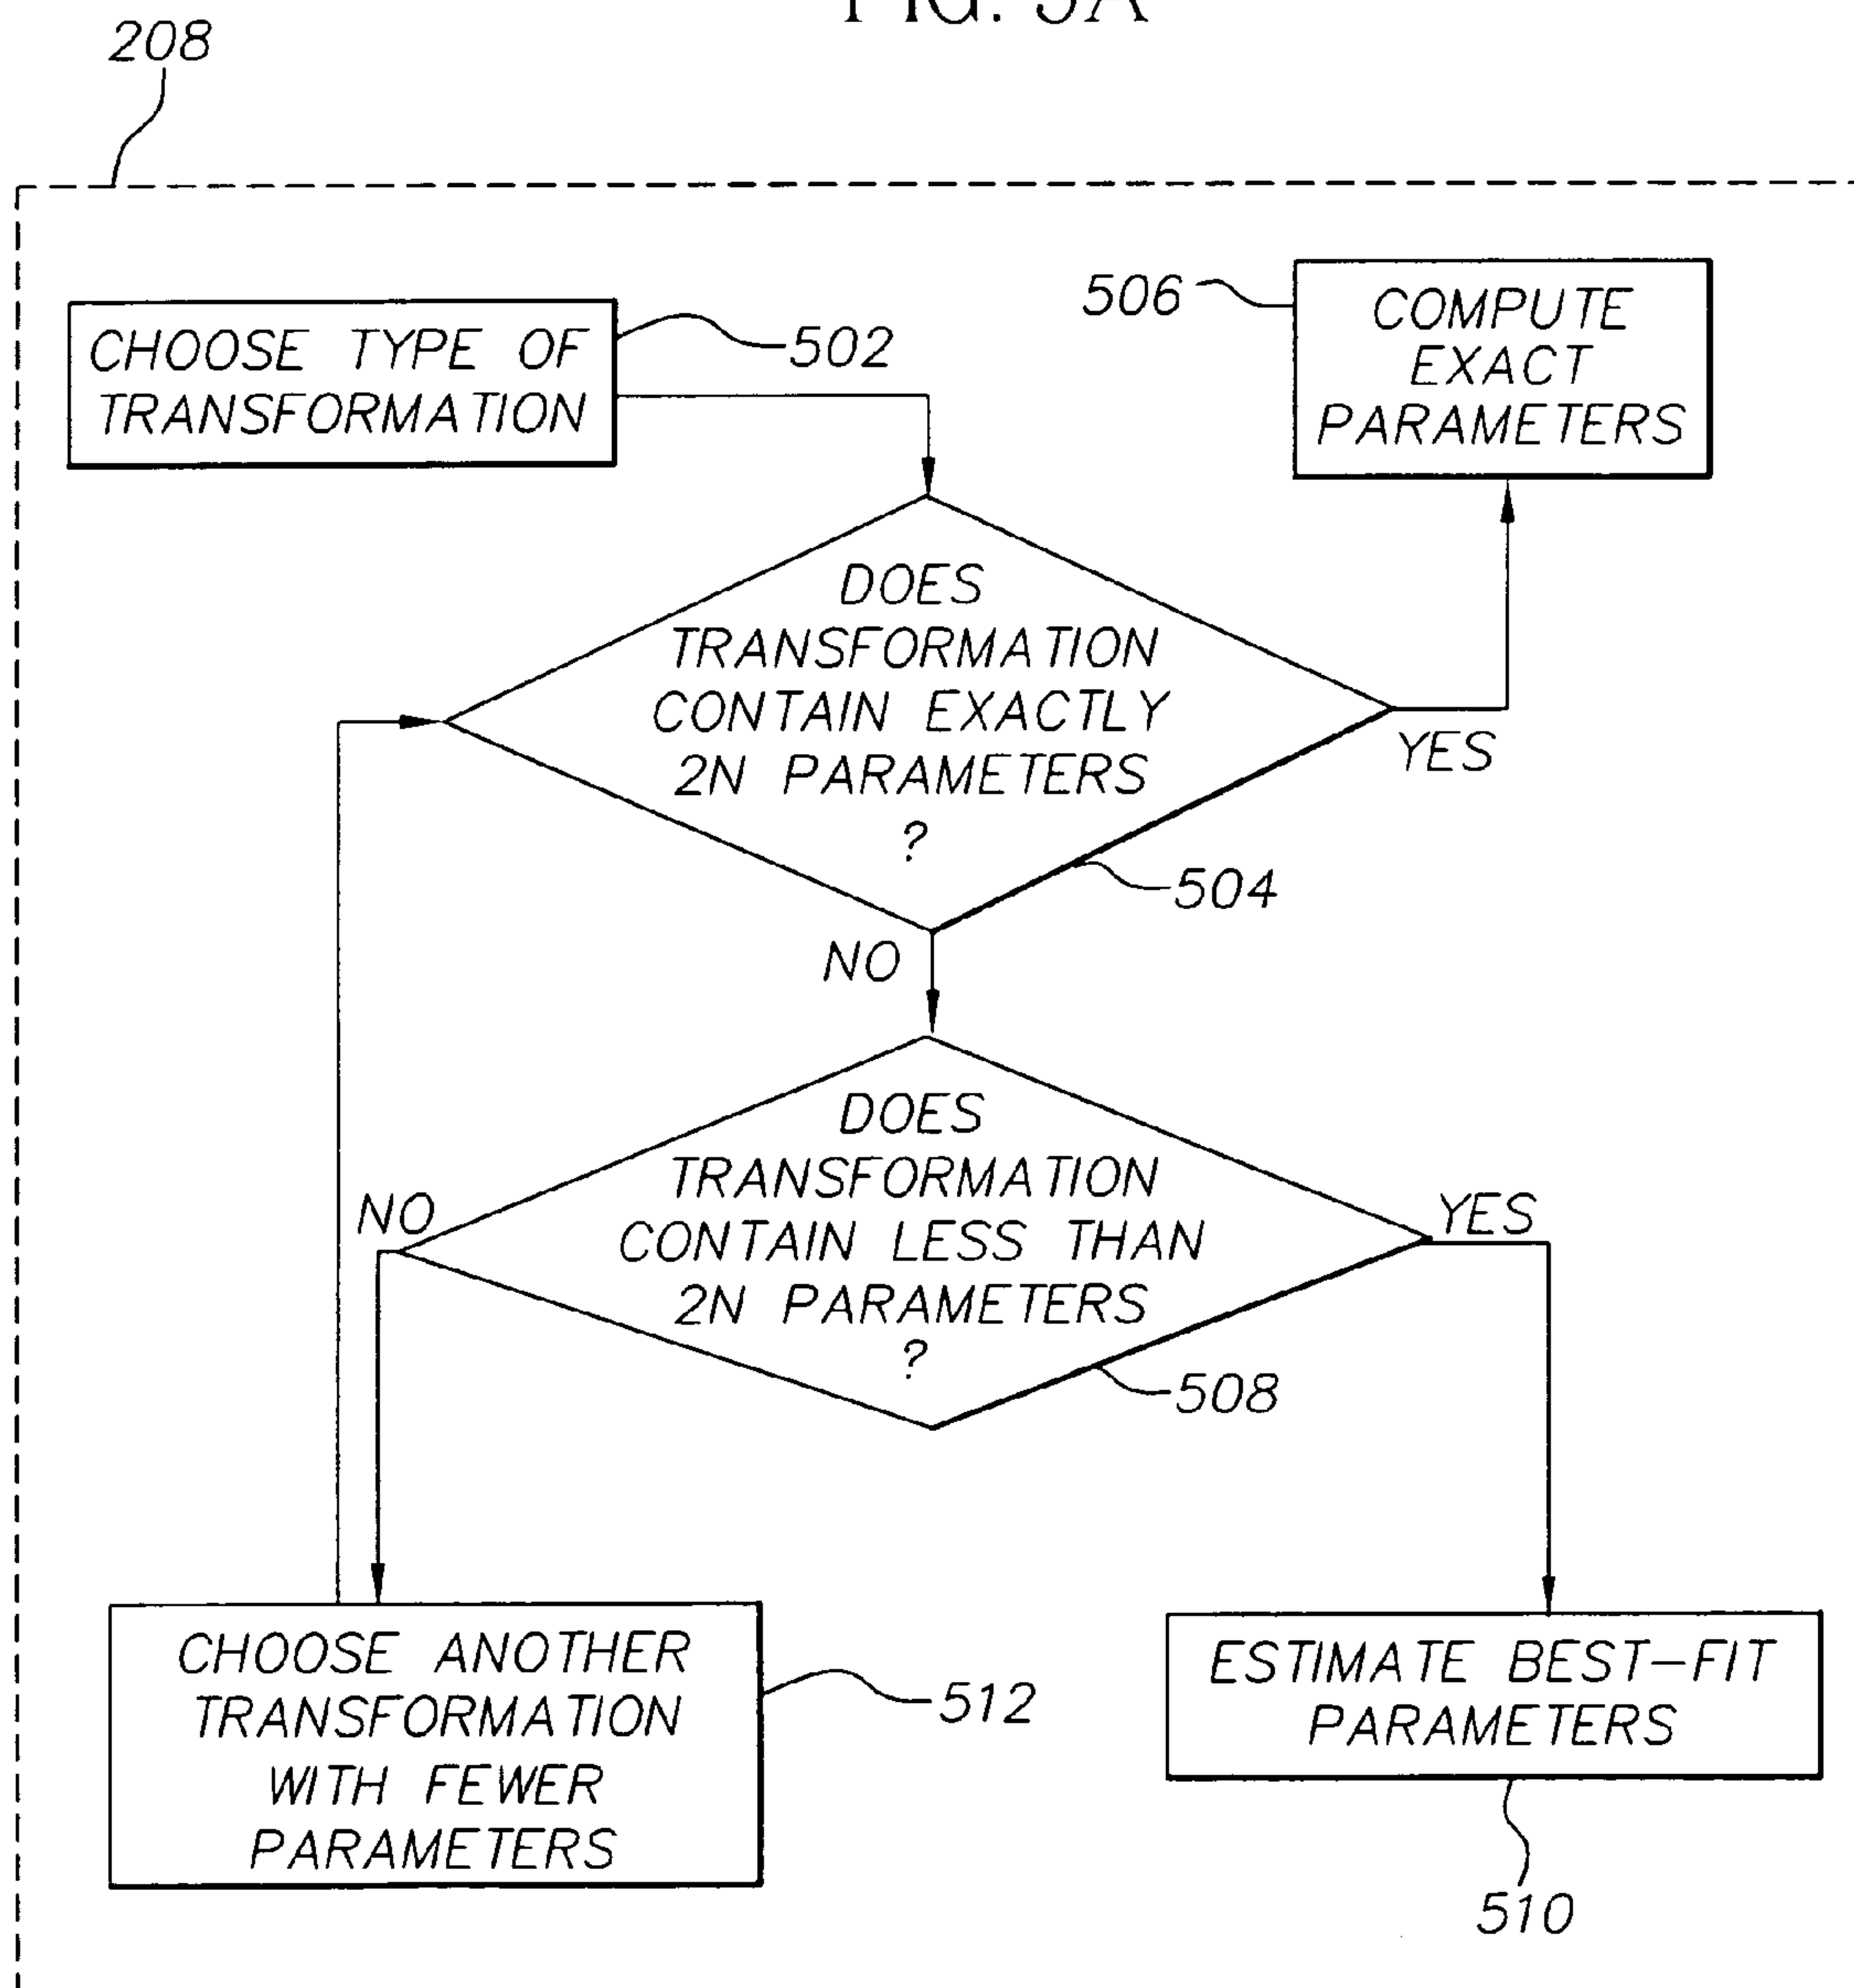 FIG. 5A
208
CHOOSE TYPE OF
TRANSFORMATION
502
506
COMPUTE
EXACT
PARAMETERS
DOES
TRANSFORMATION
CONTAIN EXACTLY
2N PARAMETERS
?
YES
504
NO
DOES
TRANSFORMATION
CONTAIN LESS THAN
2N PARAMETERS
?
NO
YES
508
CHOOSE ANOTHER
TRANSFORMATION
WITH FEWER
PARAMETERS
512
ESTIMATE BEST-FIT
PARAMETERS
510